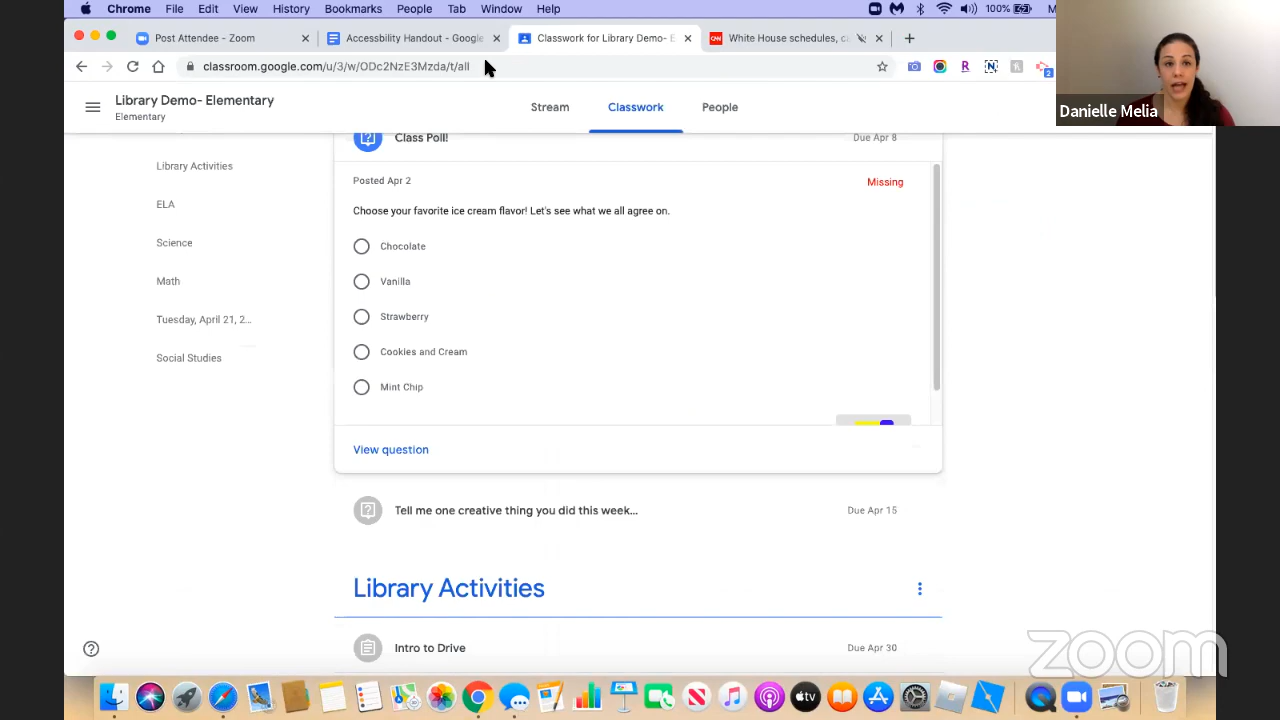 Chrome File Edit View History Bookmarks People Tab Window Help 100%
Post Attendee - Zoom Accessbility Handout - Google Classwork for Library Demo- E White House schedules, c
classroom.google.com/u/3/w/ODc2NzE3Mzda/t/all
Danielle Melia
Library Demo- Elementary
Elementary
Stream Classwork People
Class Poll! Due Apr 8
Library Activities
ELA
Science
Math
Tuesday, April 21, 2...
Social Studies
Posted Apr 2 Missing
Choose your favorite ice cream flavor! Let's see what we all agree on.
Chocolate
Vanilla
Strawberry
Cookies and Cream
Mint Chip
View question
Tell me one creative thing you did this week... Due Apr 15
Library Activities
Intro to Drive Due Apr 30
zoom
tv